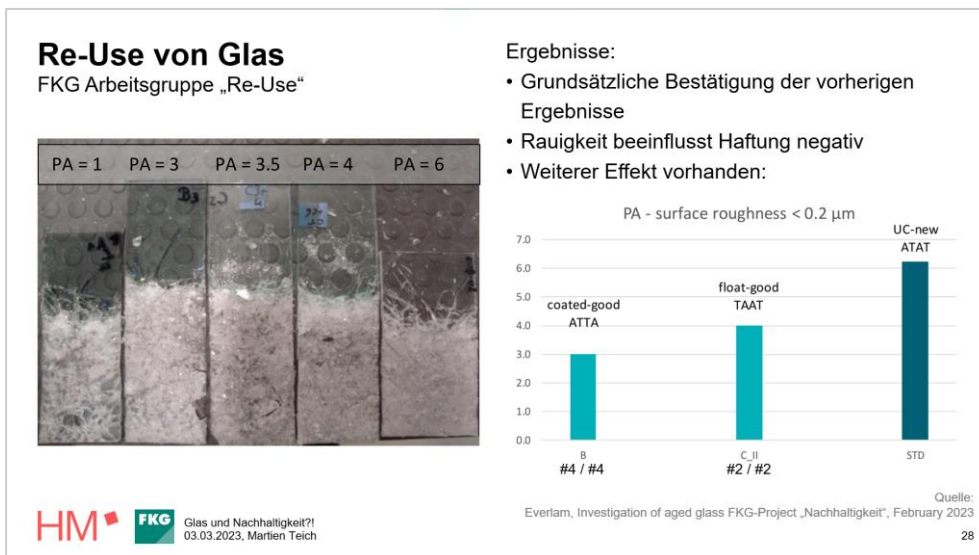 Re-Use von Glas
FKG Arbeitsgruppe „Re-Use“
PA = 1
PA = 3
PA = 3.5
PA = 4
PA = 6
B3
Ergebnisse:
• Grundsätzliche Bestätigung der vorherigen
Ergebnisse
• Rauigkeit beeinflusst Haftung negativ
• Weiterer Effekt vorhanden:
PA - surface roughness < 0.2 µm
7.0
6.0
5.0
4.0
3.0
2.0
1.0
0.0
coated-good
ATTA
float-good
TAAT
UC-new
ATAT
B
#4 / #4
C_II
#2 / #2
STD
HM
FKG
Glas und Nachhaltigkeit?!
03.03.2023, Martien Teich
Quelle:
Everlam, Investigation of aged glass FKG-Project „Nachhaltigkeit", February 2023
28